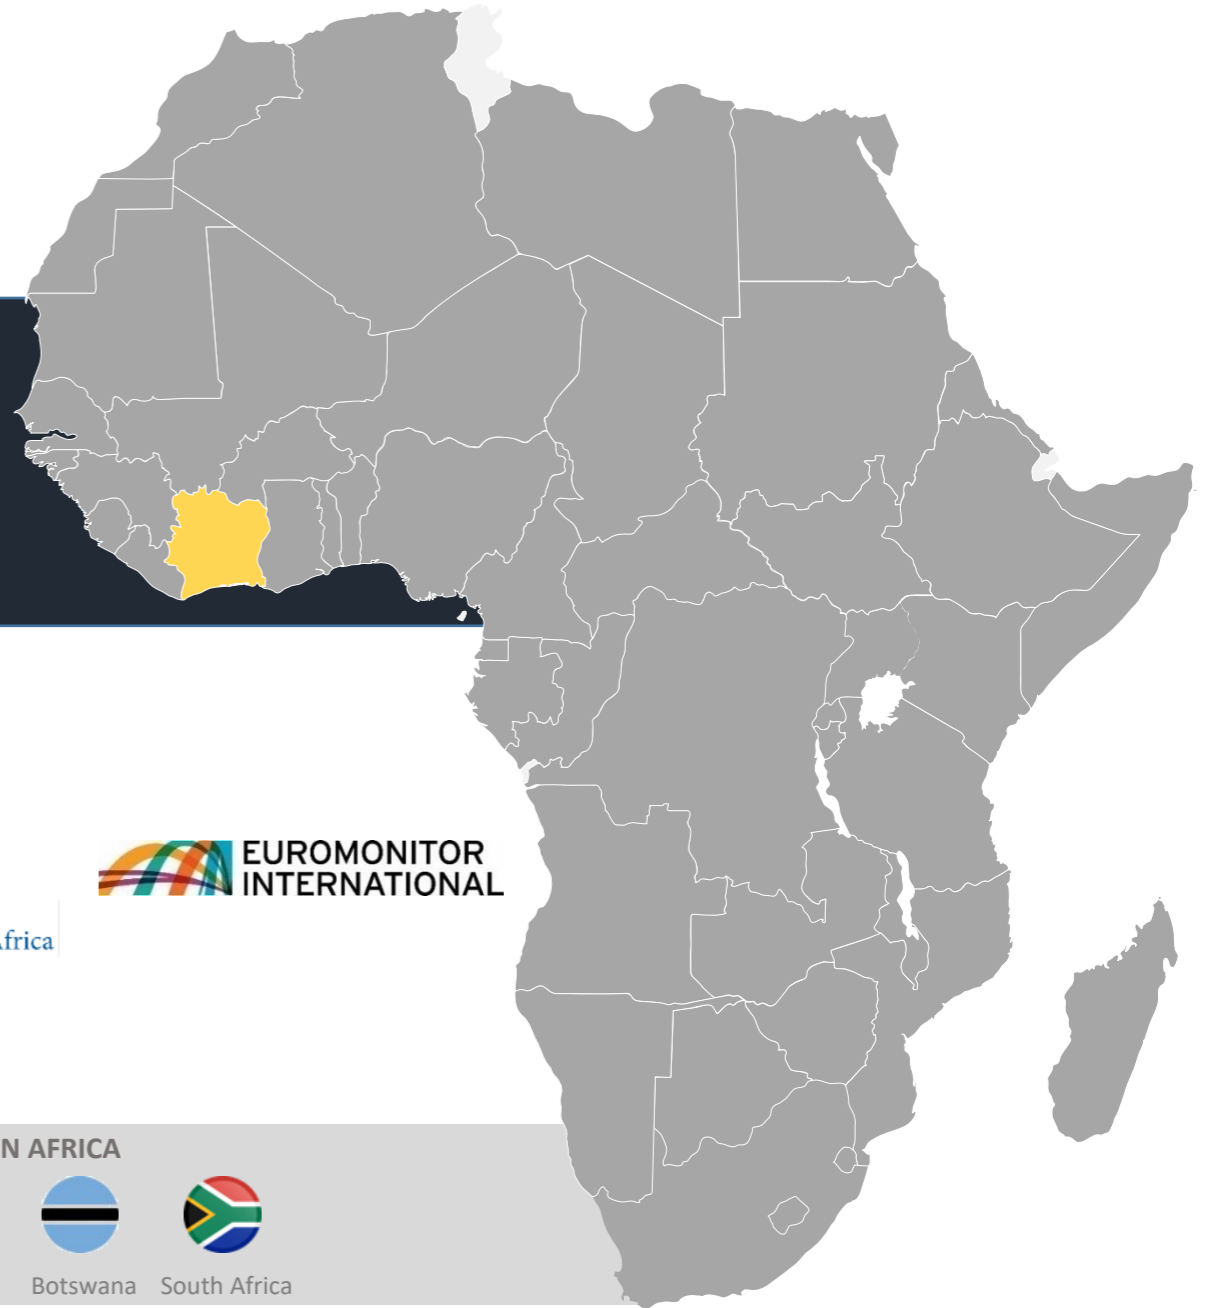 EUROMONITOR
INTERNATIONAL
frica
N AFRICA
Botswana South Africa